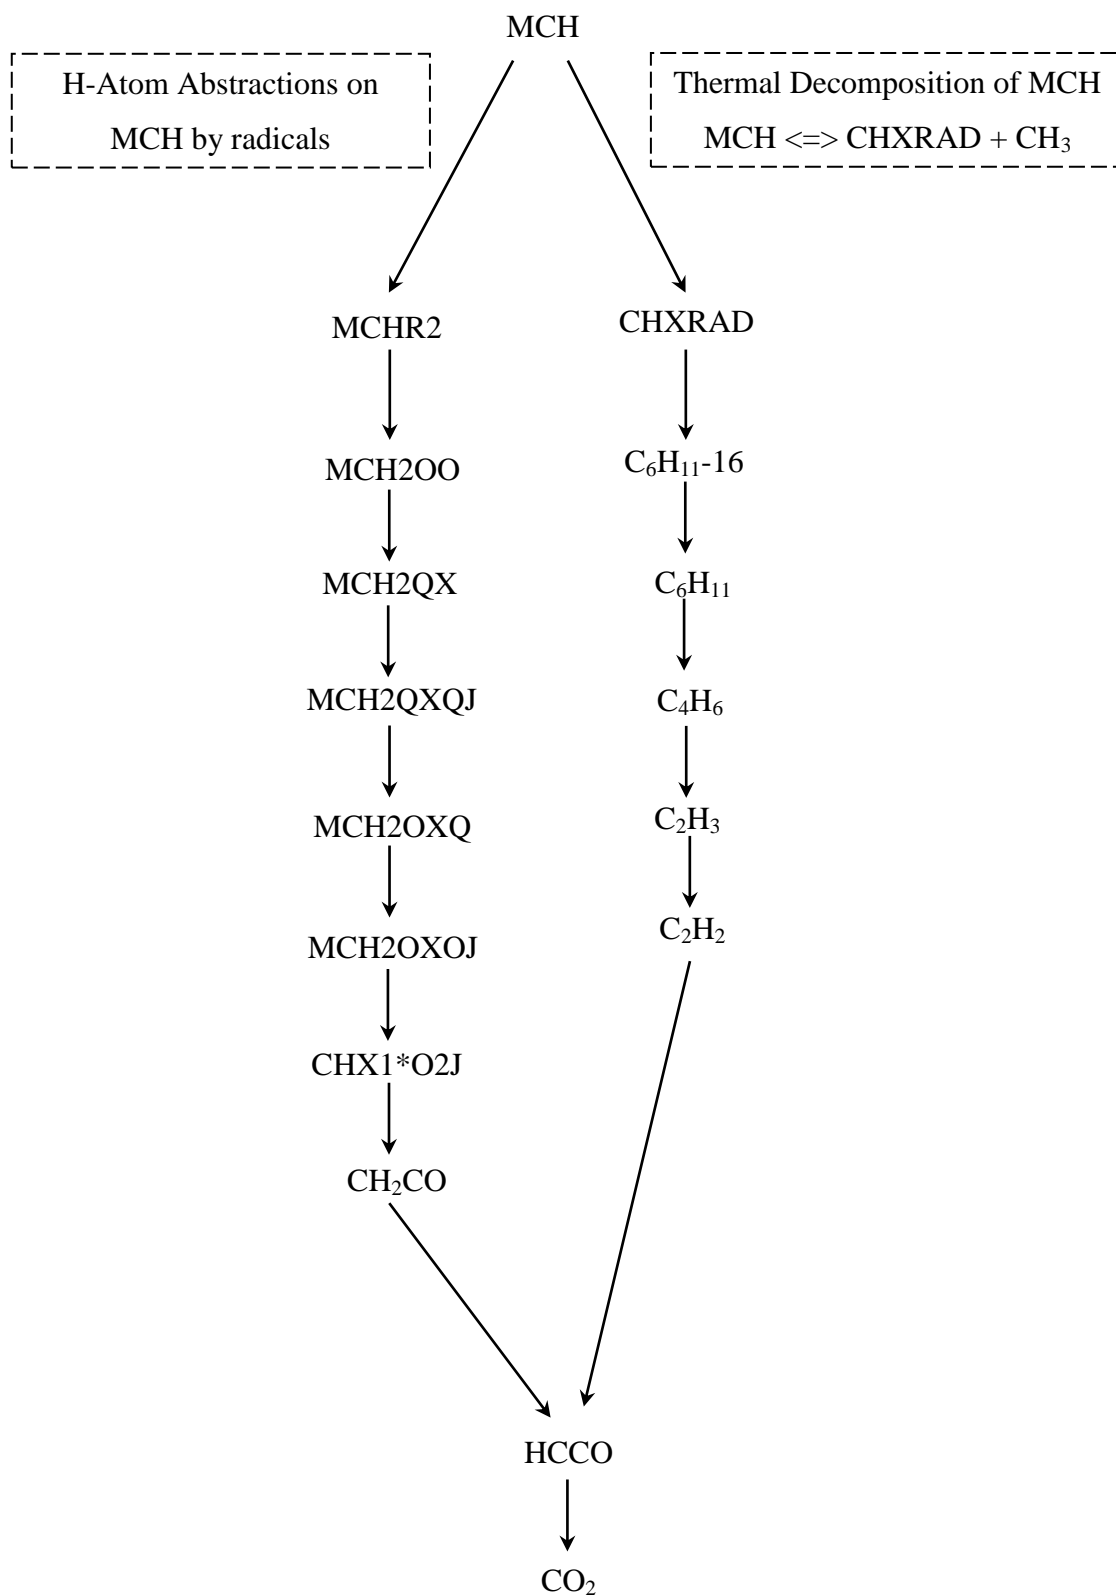 MCH
H-Atom Abstractions on
MCH by radicals
Thermal Decomposition of MCH
MCH <=> CHXRAD + CH₃
MCHR2
CHXRAD
MCH2OO
C₆H₁₁-16
MCH2QX
C₆H₁₁
MCH2QXQJ
C₄H₆
MCH2OXQ
C₂H₃
MCH2OXOJ
C₂H₂
CHX1*O2J
CH₂CO
HCCO
CO₂